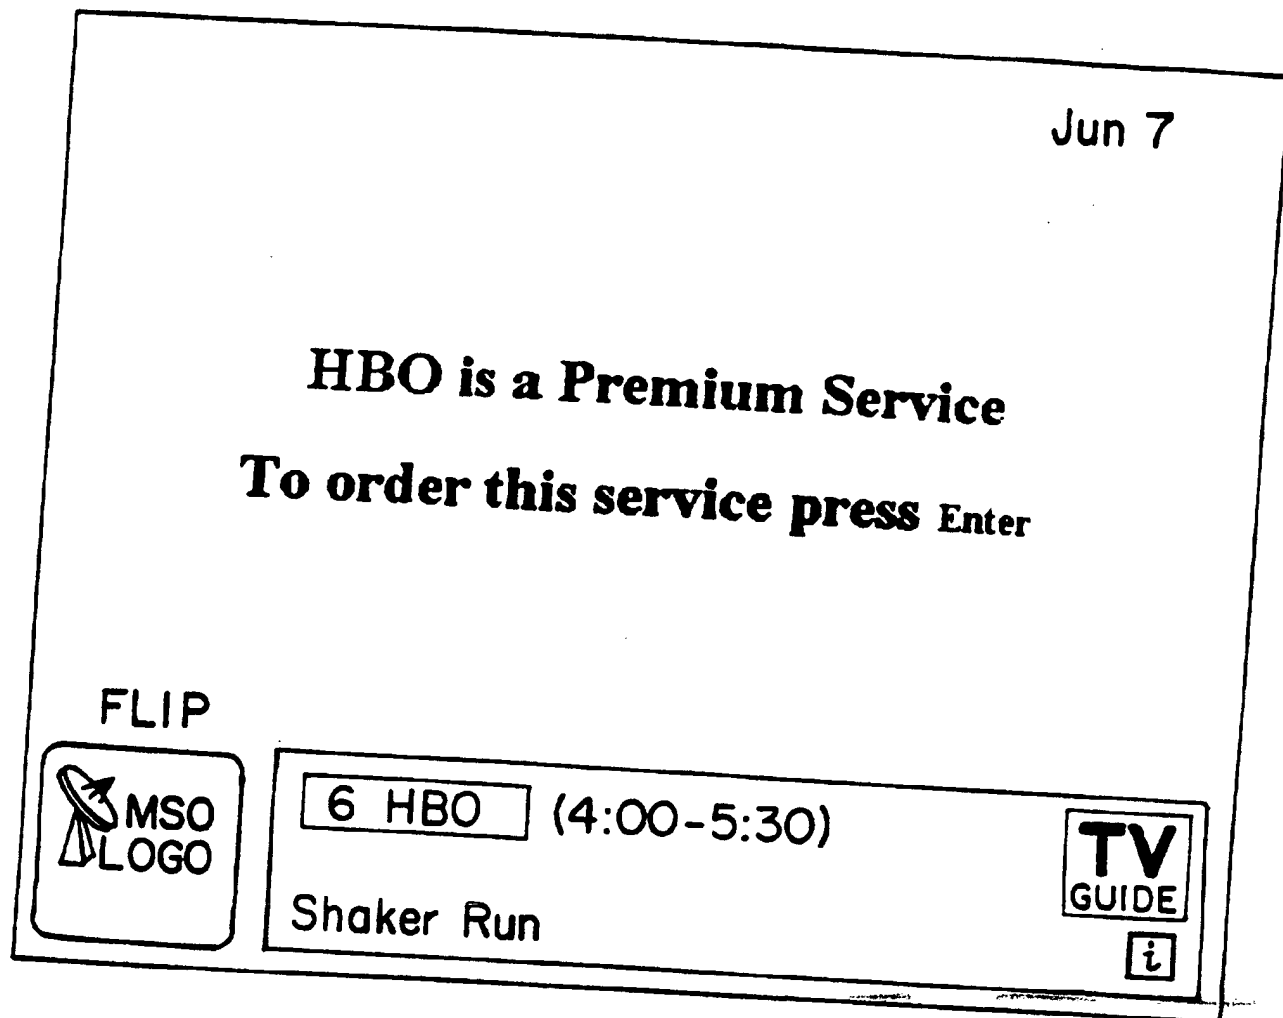 Jun 7
HBO is a Premium Service
To order this service press Enter
FLIP
MSO
LOGO
6 HBO (4:00-5:30)
Shaker Run
TV
GUIDE
i